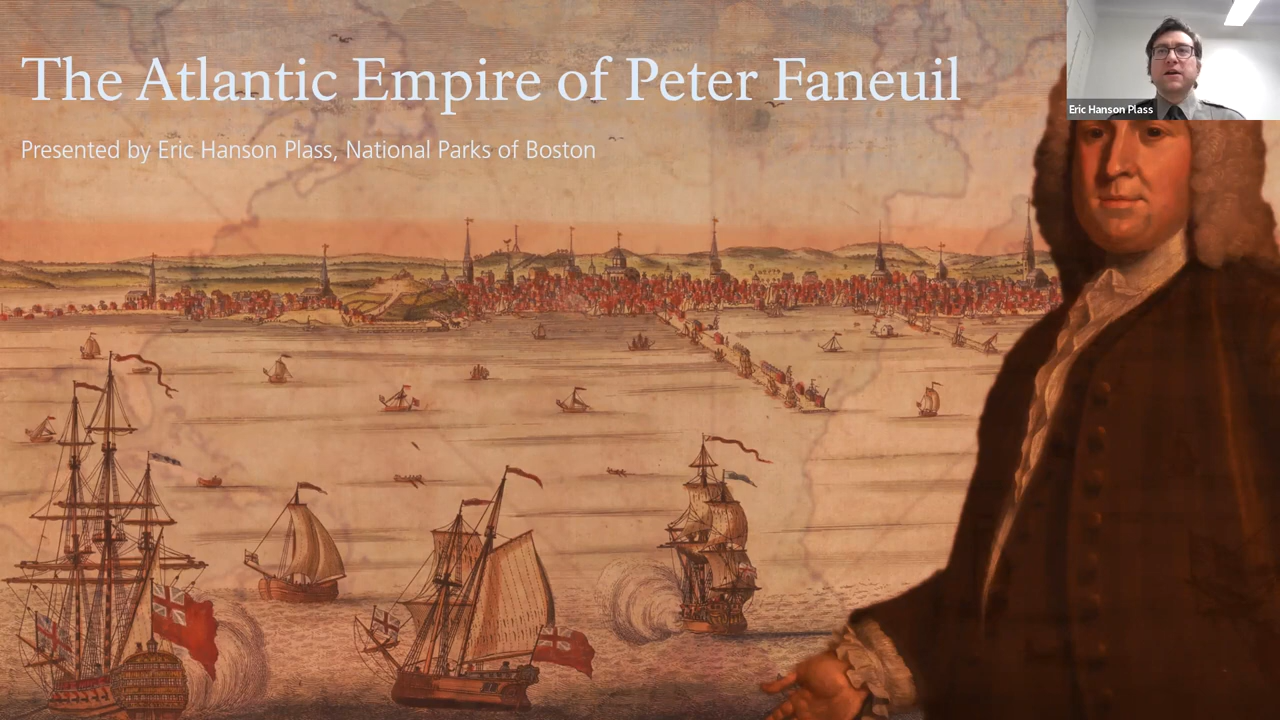 The Atlantic Empire of Peter Faneuil
Presented by Eric Hanson Plass, National Parks of Boston
Eric Hanson Plass